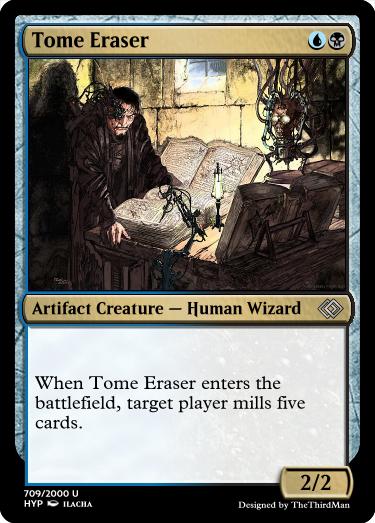 Tome Eraser
Artifact Creature — Human Wizard
When Tome Eraser enters the
battlefield, target player mills five
cards.
2/2
709/2000 U
HYP ILACHA
Designed by TheThirdMan